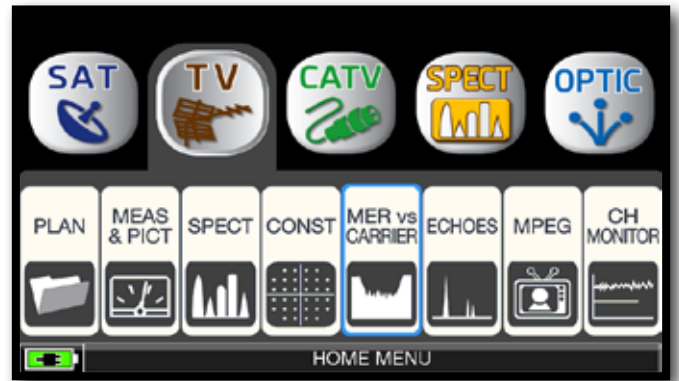 SAT TV CATV SPECT OPTIC
PLAN
MEAS
& PICT
SPECT
CONST
MER vs
CARRIER
ECHOES
MPEG
CH
MONITOR
HOME MENU